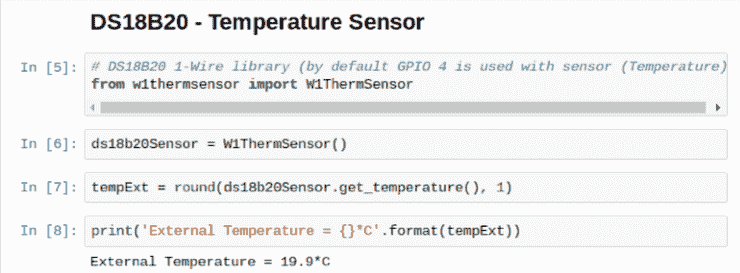 DS18B20 - Temperature Sensor
In [5]: # DS18B20 1-Wire library (by default GPIO 4 is used with sensor (Temperature)
from w1thermsensor import W1ThermSensor
In [6]: ds18b20Sensor = W1ThermSensor()
In [7]: tempExt = round(ds18b20Sensor.get_temperature(), 1)
In [8]: print('External Temperature = {}*C'.format(tempExt))
External Temperature = 19.9*C